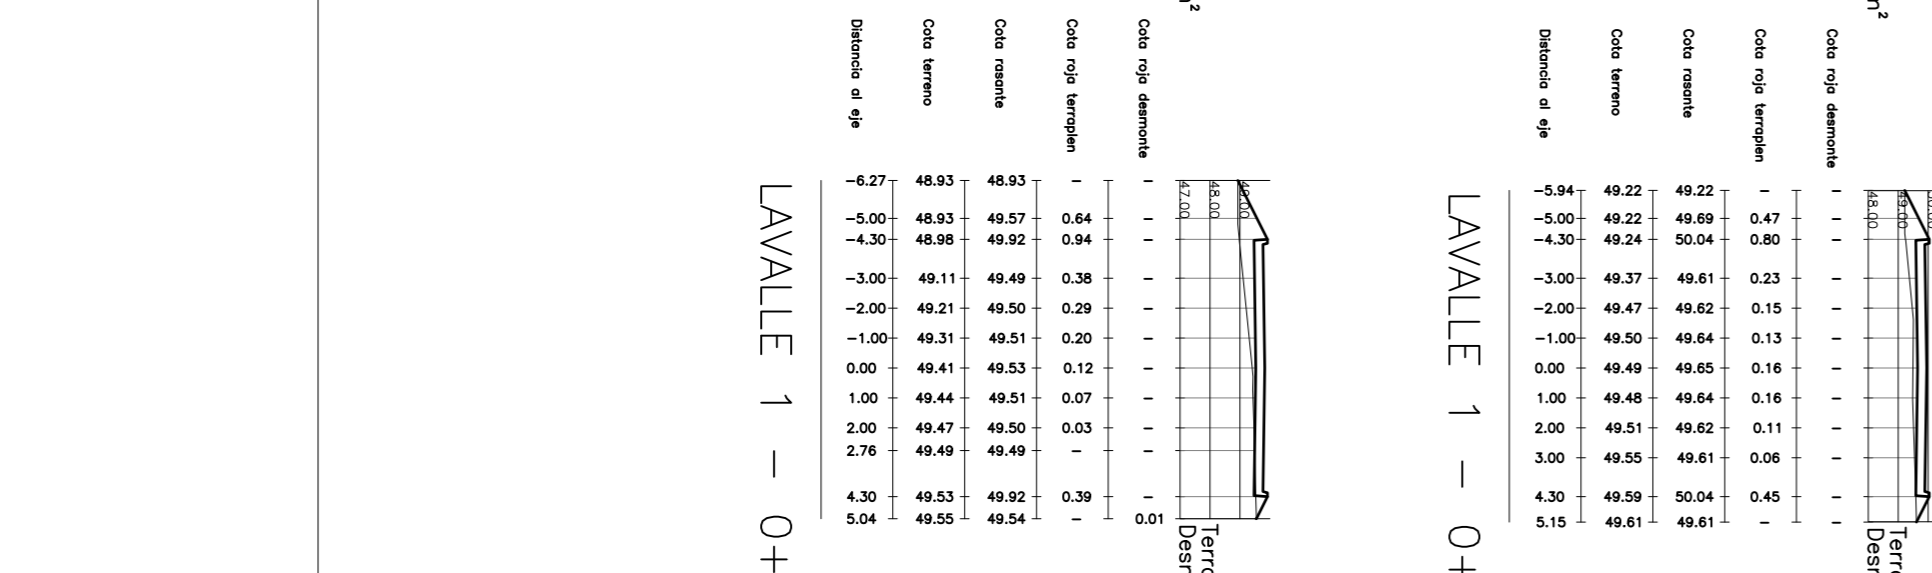 n²
Distancia al eje
Cota terreno
Cota rasante
Cota roja terraplen
Cota roja desmonte
-6.27 48.93 48.93 - -
-5.00 48.93 49.57 0.64 -
-4.30 48.98 49.92 0.94 -
-3.00 49.11 49.49 0.38 -
-2.00 49.21 49.50 0.29 -
-1.00 49.31 49.51 0.20 -
0.00 49.41 49.53 0.12 -
1.00 49.44 49.51 0.07 -
2.00 49.47 49.50 0.03 -
2.76 49.49 49.49 - -
4.30 49.53 49.92 0.39 -
5.04 49.55 49.54 - 0.01
47.00
48.00
49.00
Terra
Desr
LAVALLE 1 - 0+
n²
Distancia al eje
Cota terreno
Cota rasante
Cota roja terraplen
Cota roja desmonte
-5.94 49.22 49.22 - -
-5.00 49.22 49.69 0.47 -
-4.30 49.24 50.04 0.80 -
-3.00 49.37 49.61 0.23 -
-2.00 49.47 49.62 0.15 -
-1.00 49.50 49.64 0.13 -
0.00 49.49 49.65 0.16 -
1.00 49.48 49.64 0.16 -
2.00 49.51 49.62 0.11 -
3.00 49.55 49.61 0.06 -
4.30 49.59 50.04 0.45 -
5.15 49.61 49.61 - -
48.00
49.00
Terra
Desr
LAVALLE 1 - 0+